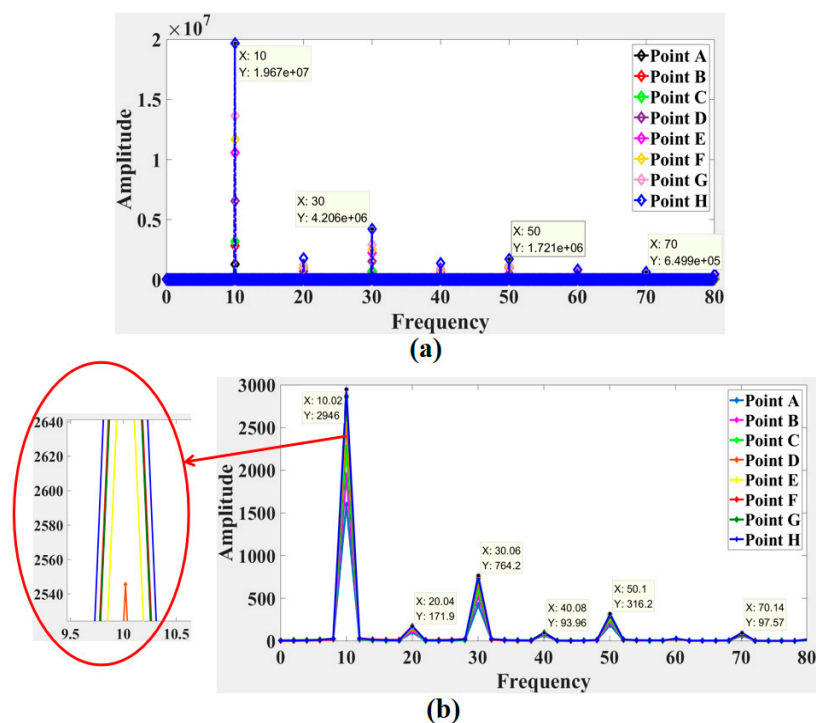 ×10⁷
2
1.5
1
0.5
0
Amplitude
X: 10
Y: 1.967e+07
X: 30
Y: 4.206e+06
X: 50
Y: 1.721e+06
X: 70
Y: 6.499e+05
Point A
Point B
Point C
Point D
Point E
Point F
Point G
Point H
0 10 20 30 40 50 60 70 80
Frequency
(a)
2640
2620
2600
2580
2560
2540
9.5 10 10.5
3000
2500
2000
1500
1000
500
0
Amplitude
X: 10.02
Y: 2946
X: 20.04
Y: 171.9
X: 30.06
Y: 764.2
X: 40.08
Y: 93.96
X: 50.1
Y: 316.2
X: 70.14
Y: 97.57
Point A
Point B
Point C
Point D
Point E
Point F
Point G
Point H
0 10 20 30 40 50 60 70 80
Frequency
(b)